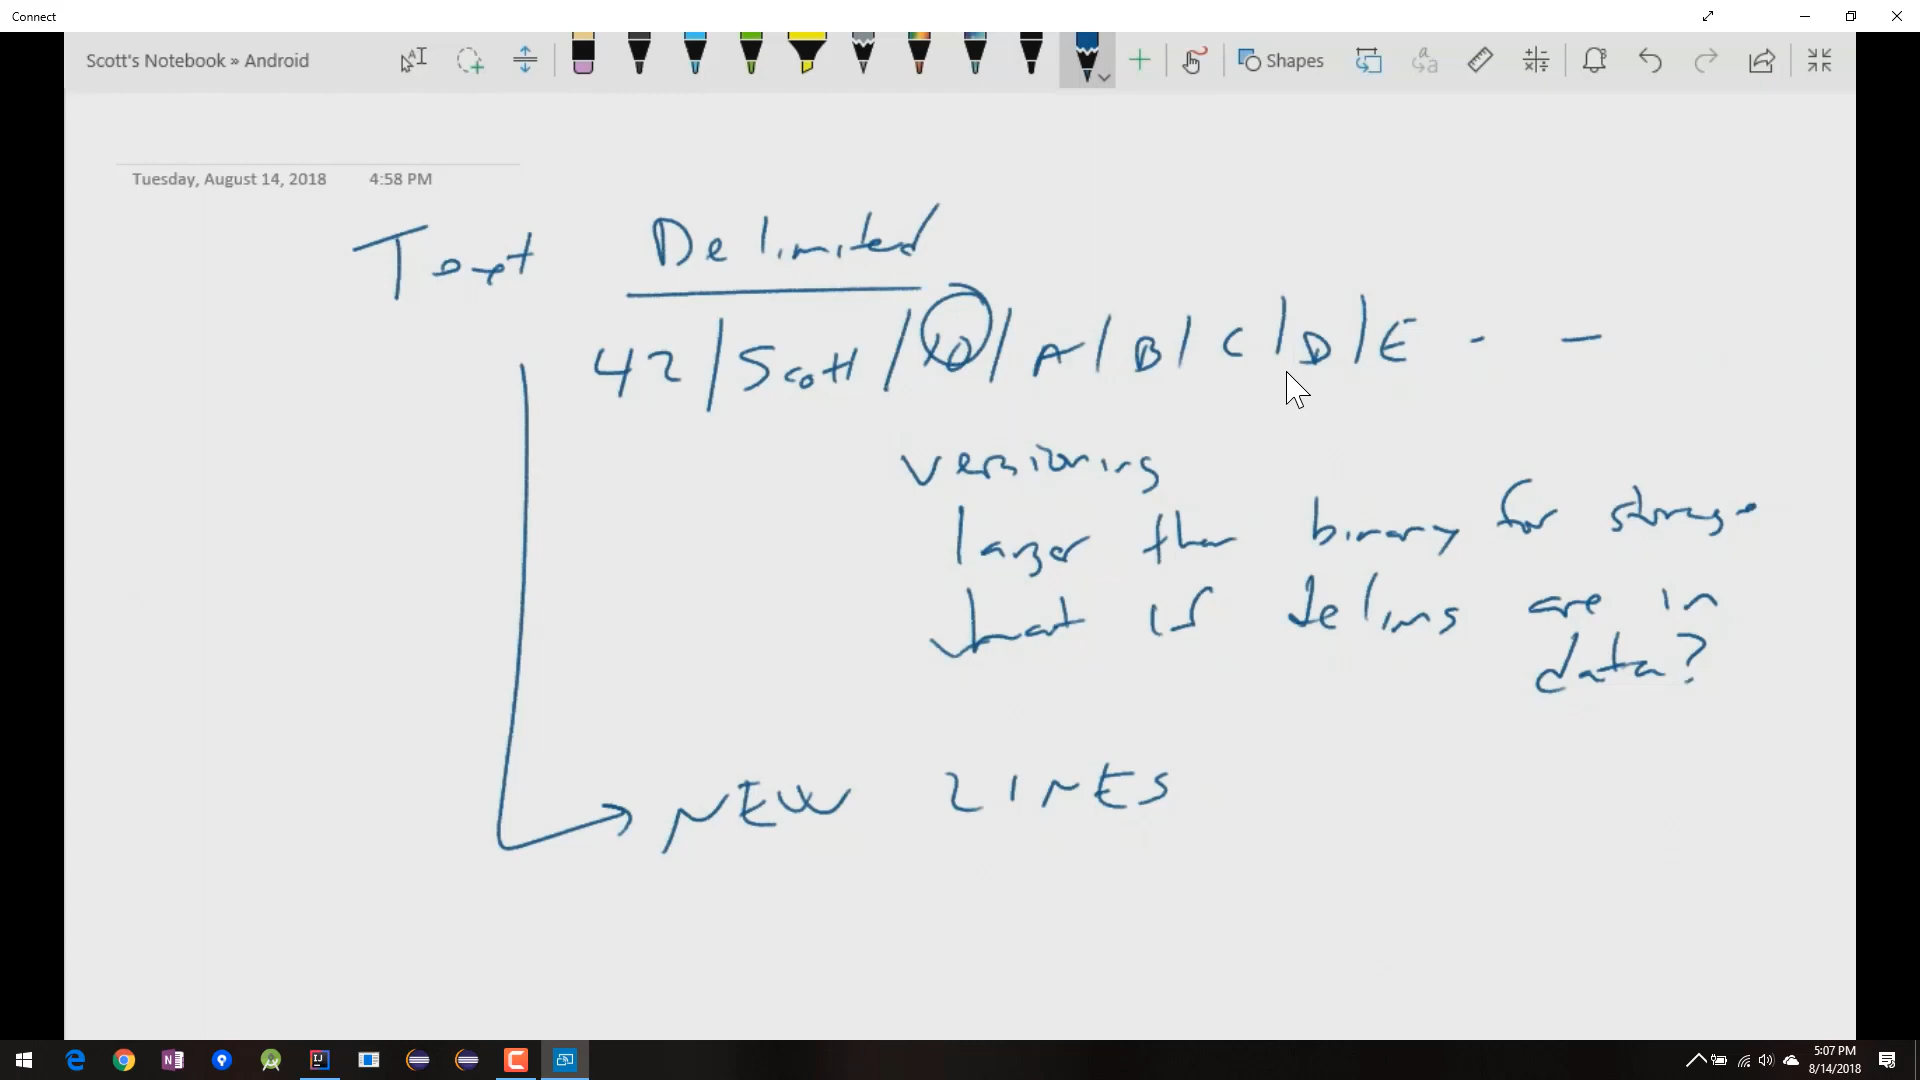 Connect
Scott's Notebook » Android
Shapes
Tuesday, August 14, 2018 4:58 PM
Text Delimited
42/Scott/10/A/B/C/D/E . —
versioning
larger than binary for storage
what if delims are in
data?
NEW LINES
5:07 PM
8/14/2018